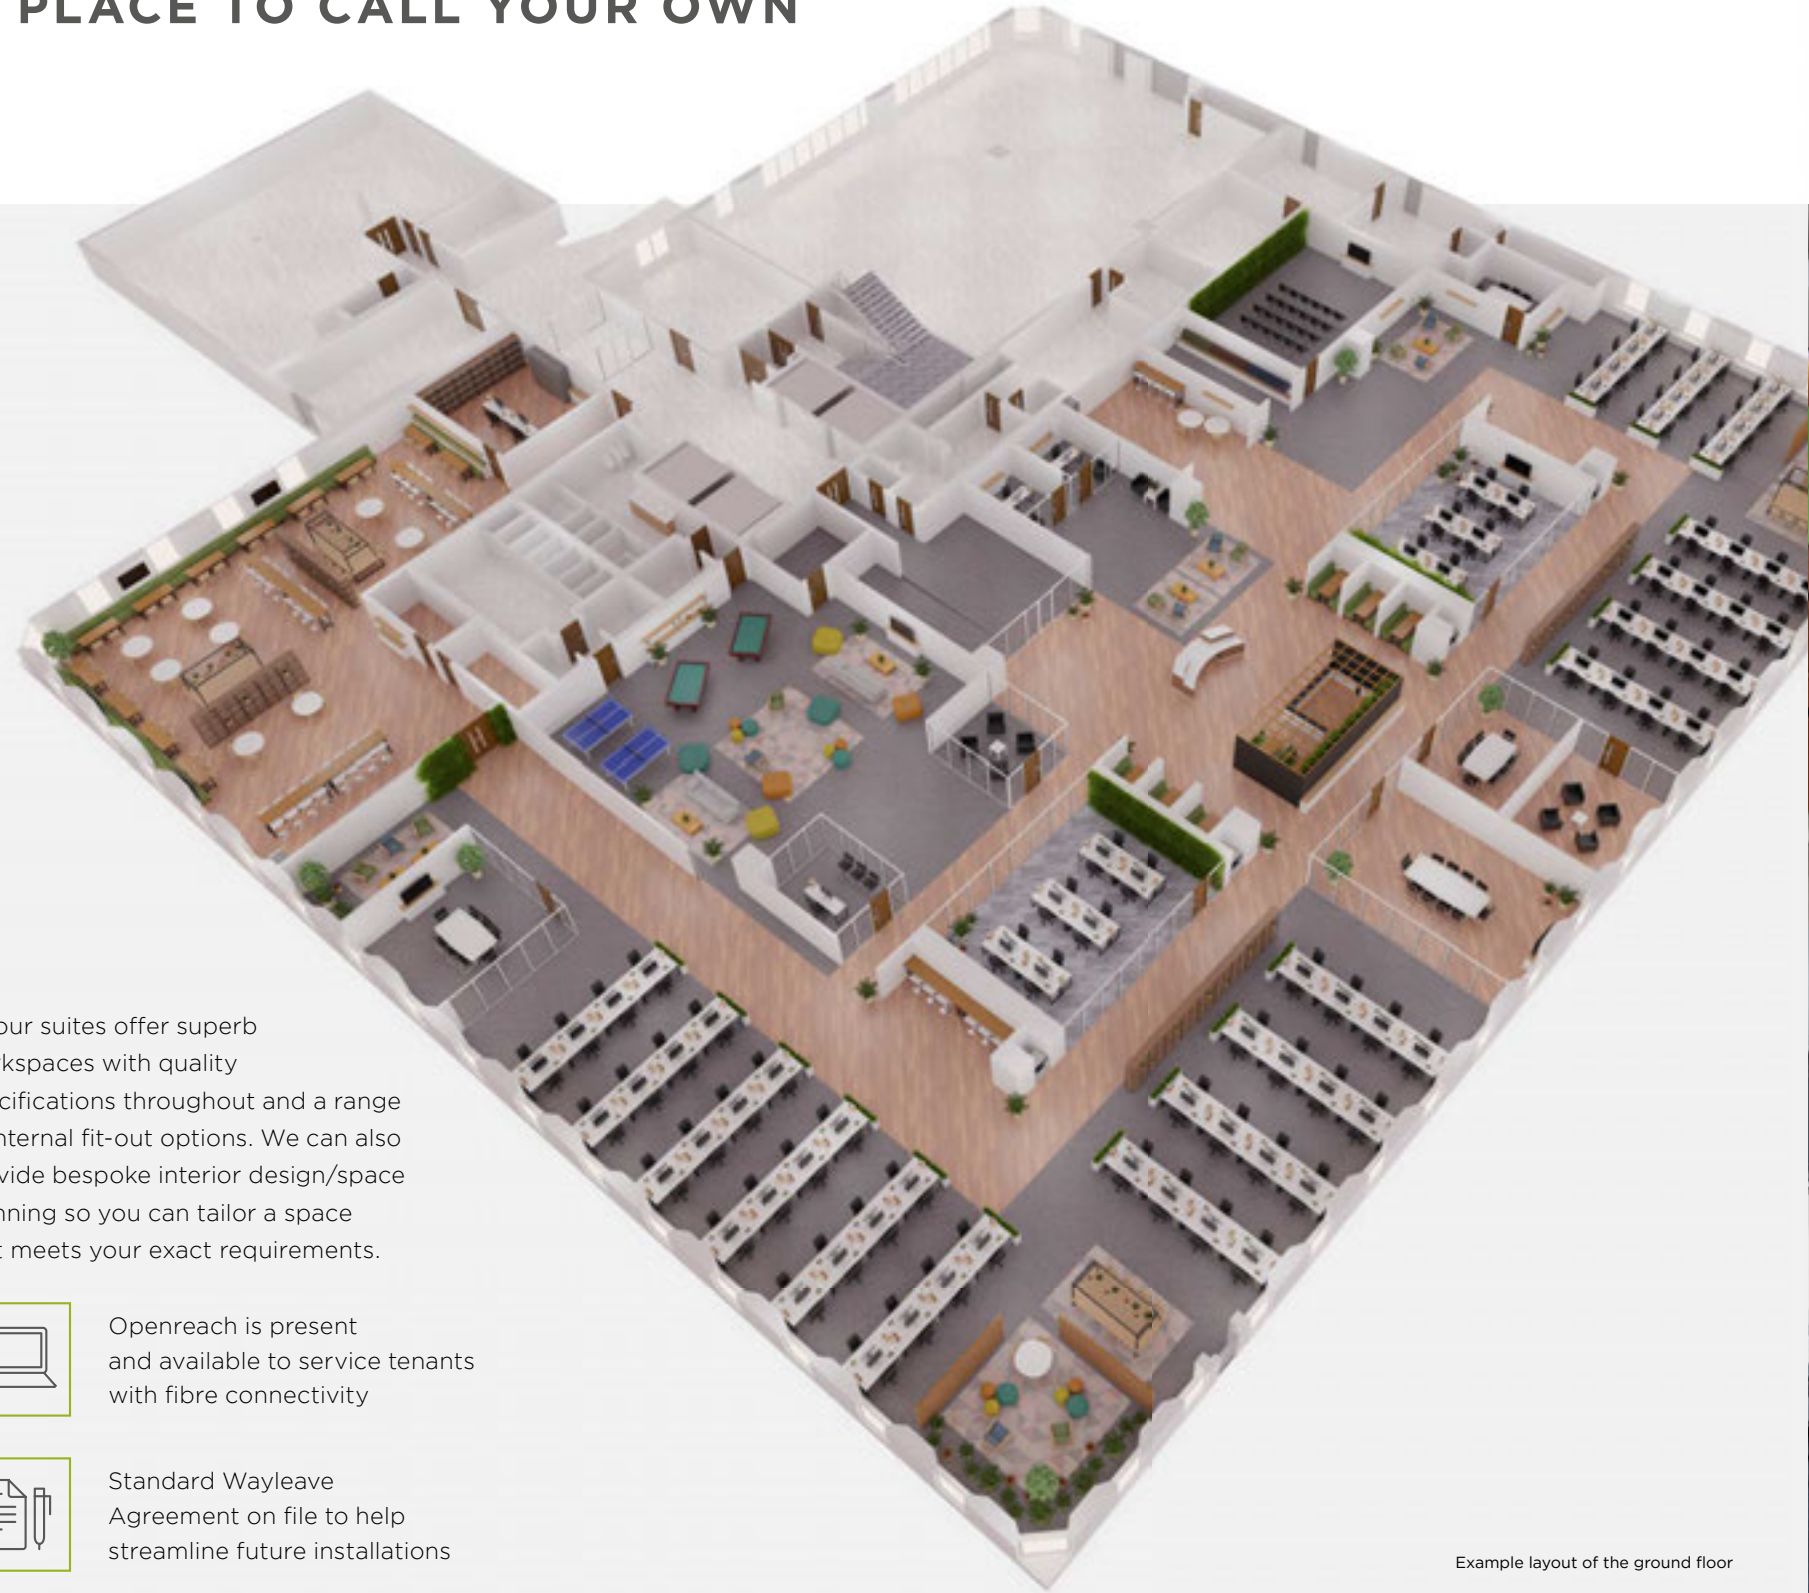 PLACE TO CALL YOUR OWN
our suites offer superb
kspaces with quality
cifications throughout and a range
nternal fit-out options. We can also
vide bespoke interior design/space
nning so you can tailor a space
t meets your exact requirements.
Openreach is present
and available to service tenants
with fibre connectivity
Standard Wayleave
Agreement on file to help
streamline future installations
Example layout of the ground floor